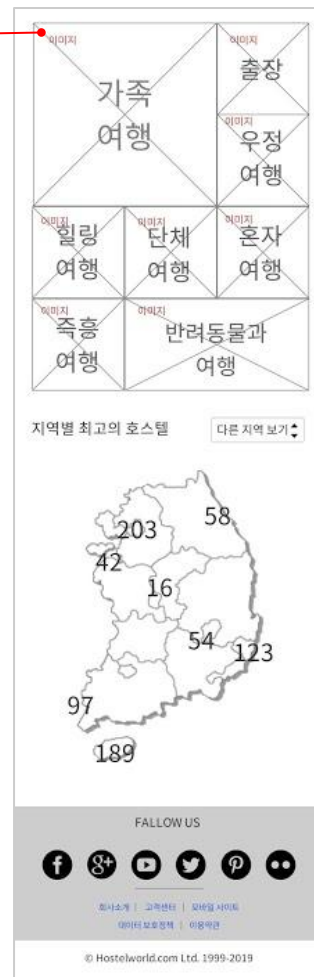 이미지
가족
여행
이미지
출장
이미지
우정
여행
이미지
힐링
여행
이미지
단체
여행
이미지
혼자
여행
이미지
즉흥
여행
이미지
반려동물과
여행
지역별 최고의 호스텔
다른 지역 보기
58
203
42
16
54
123
97
189
FALLOW US
회사소개 | 고객센터 | 모바일 사이트
데이터 보호정책 | 이용약관
© Hostelworld.com Ltd. 1999-2019